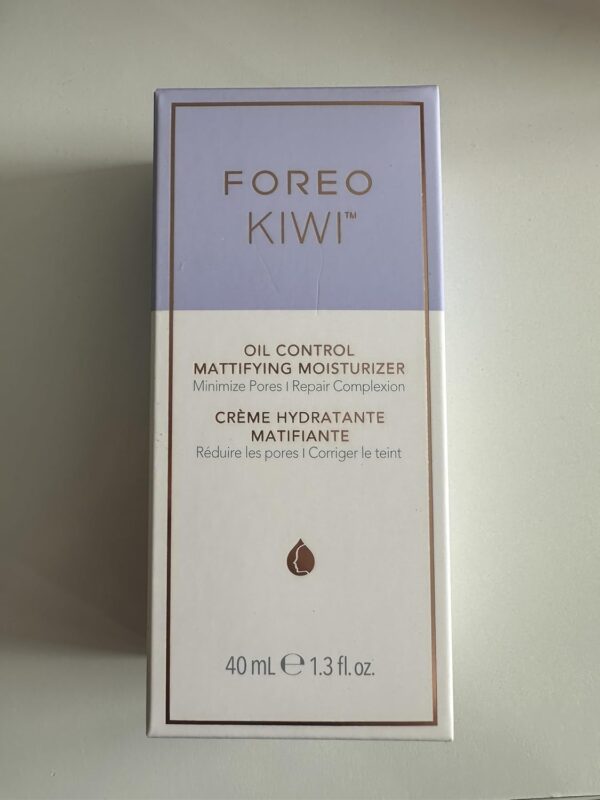 FOREO
KIWI™
OIL CONTROL
MATTIFYING MOISTURIZER
Minimize Pores I Repair Complexion
CRÈME HYDRATANTE
MATIFIANTE
Réduire les pores I Corriger le teint
40 mL ℮ 1.3 fl. oz.